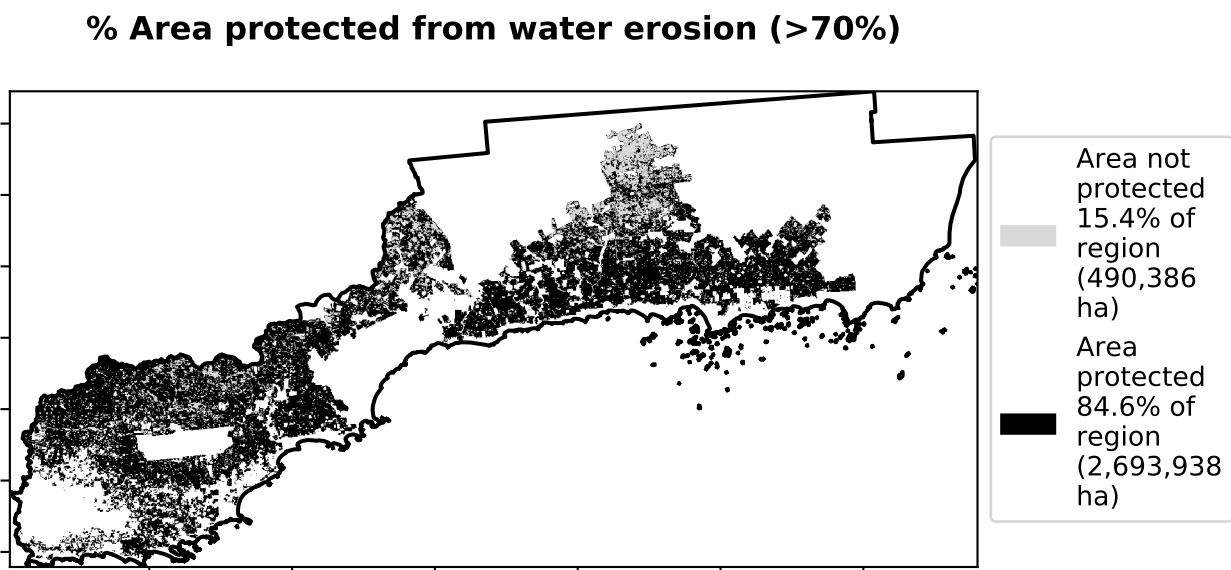 % Area protected from water erosion (>70%)
Area not
protected
15.4% of
region
(490,386
ha)
Area
protected
84.6% of
region
(2,693,938
ha)